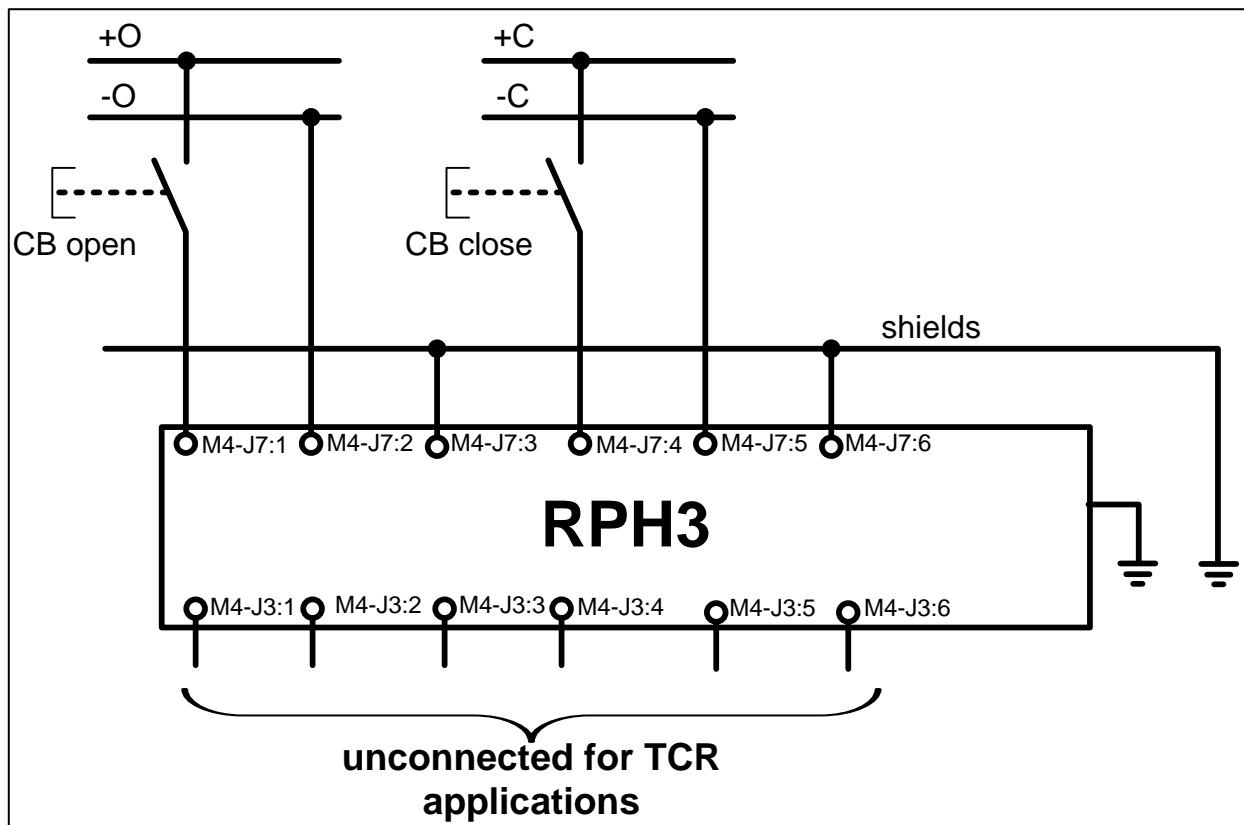 +O
+C
-O
-C
CB open
CB close
shields
M4-J7:1
M4-J7:2
M4-J7:3
M4-J7:4
M4-J7:5
M4-J7:6
RPH3
M4-J3:1
M4-J3:2
M4-J3:3
M4-J3:4
M4-J3:5
M4-J3:6
unconnected for TCR
applications